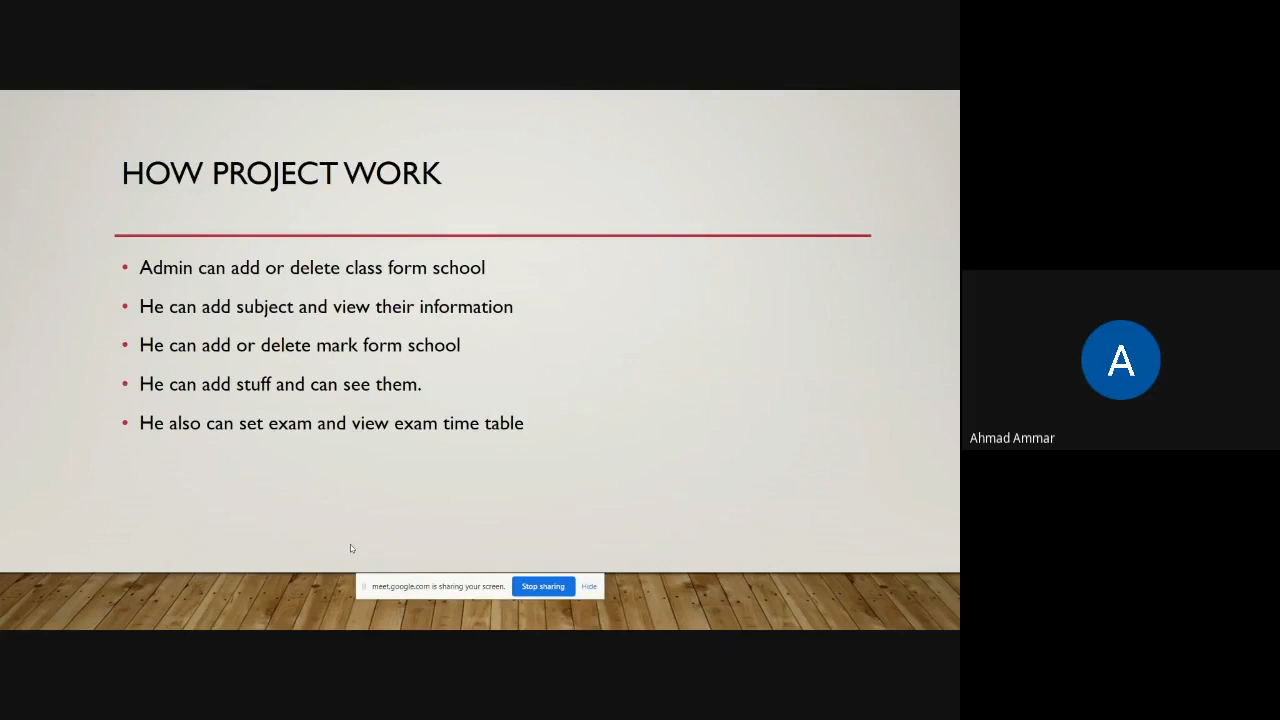 HOW PROJECT WORK
• Admin can add or delete class form school
• He can add subject and view their information
• He can add or delete mark form school
• He can add stuff and can see them.
• He also can set exam and view exam time table
meet.google.com is sharing your screen. Stop sharing Hide
A
Ahmad Ammar